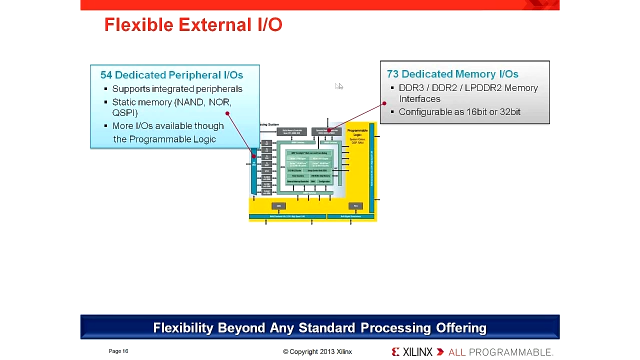 Flexible External I/O
54 Dedicated Peripheral I/Os
▪ Supports integrated peripherals
▪ Static memory (NAND, NOR,
QSPI)
▪ More I/Os available though
the Programmable Logic
73 Dedicated Memory I/Os
▪ DDR3 / DDR2 / LPDDR2 Memory
Interfaces
▪ Configurable as 16bit or 32bit
Programmable
Logic:
Flexibility Beyond Any Standard Processing Offering
Page 16
© Copyright 2013 Xilinx
XILINX ALL PROGRAMMABLE.